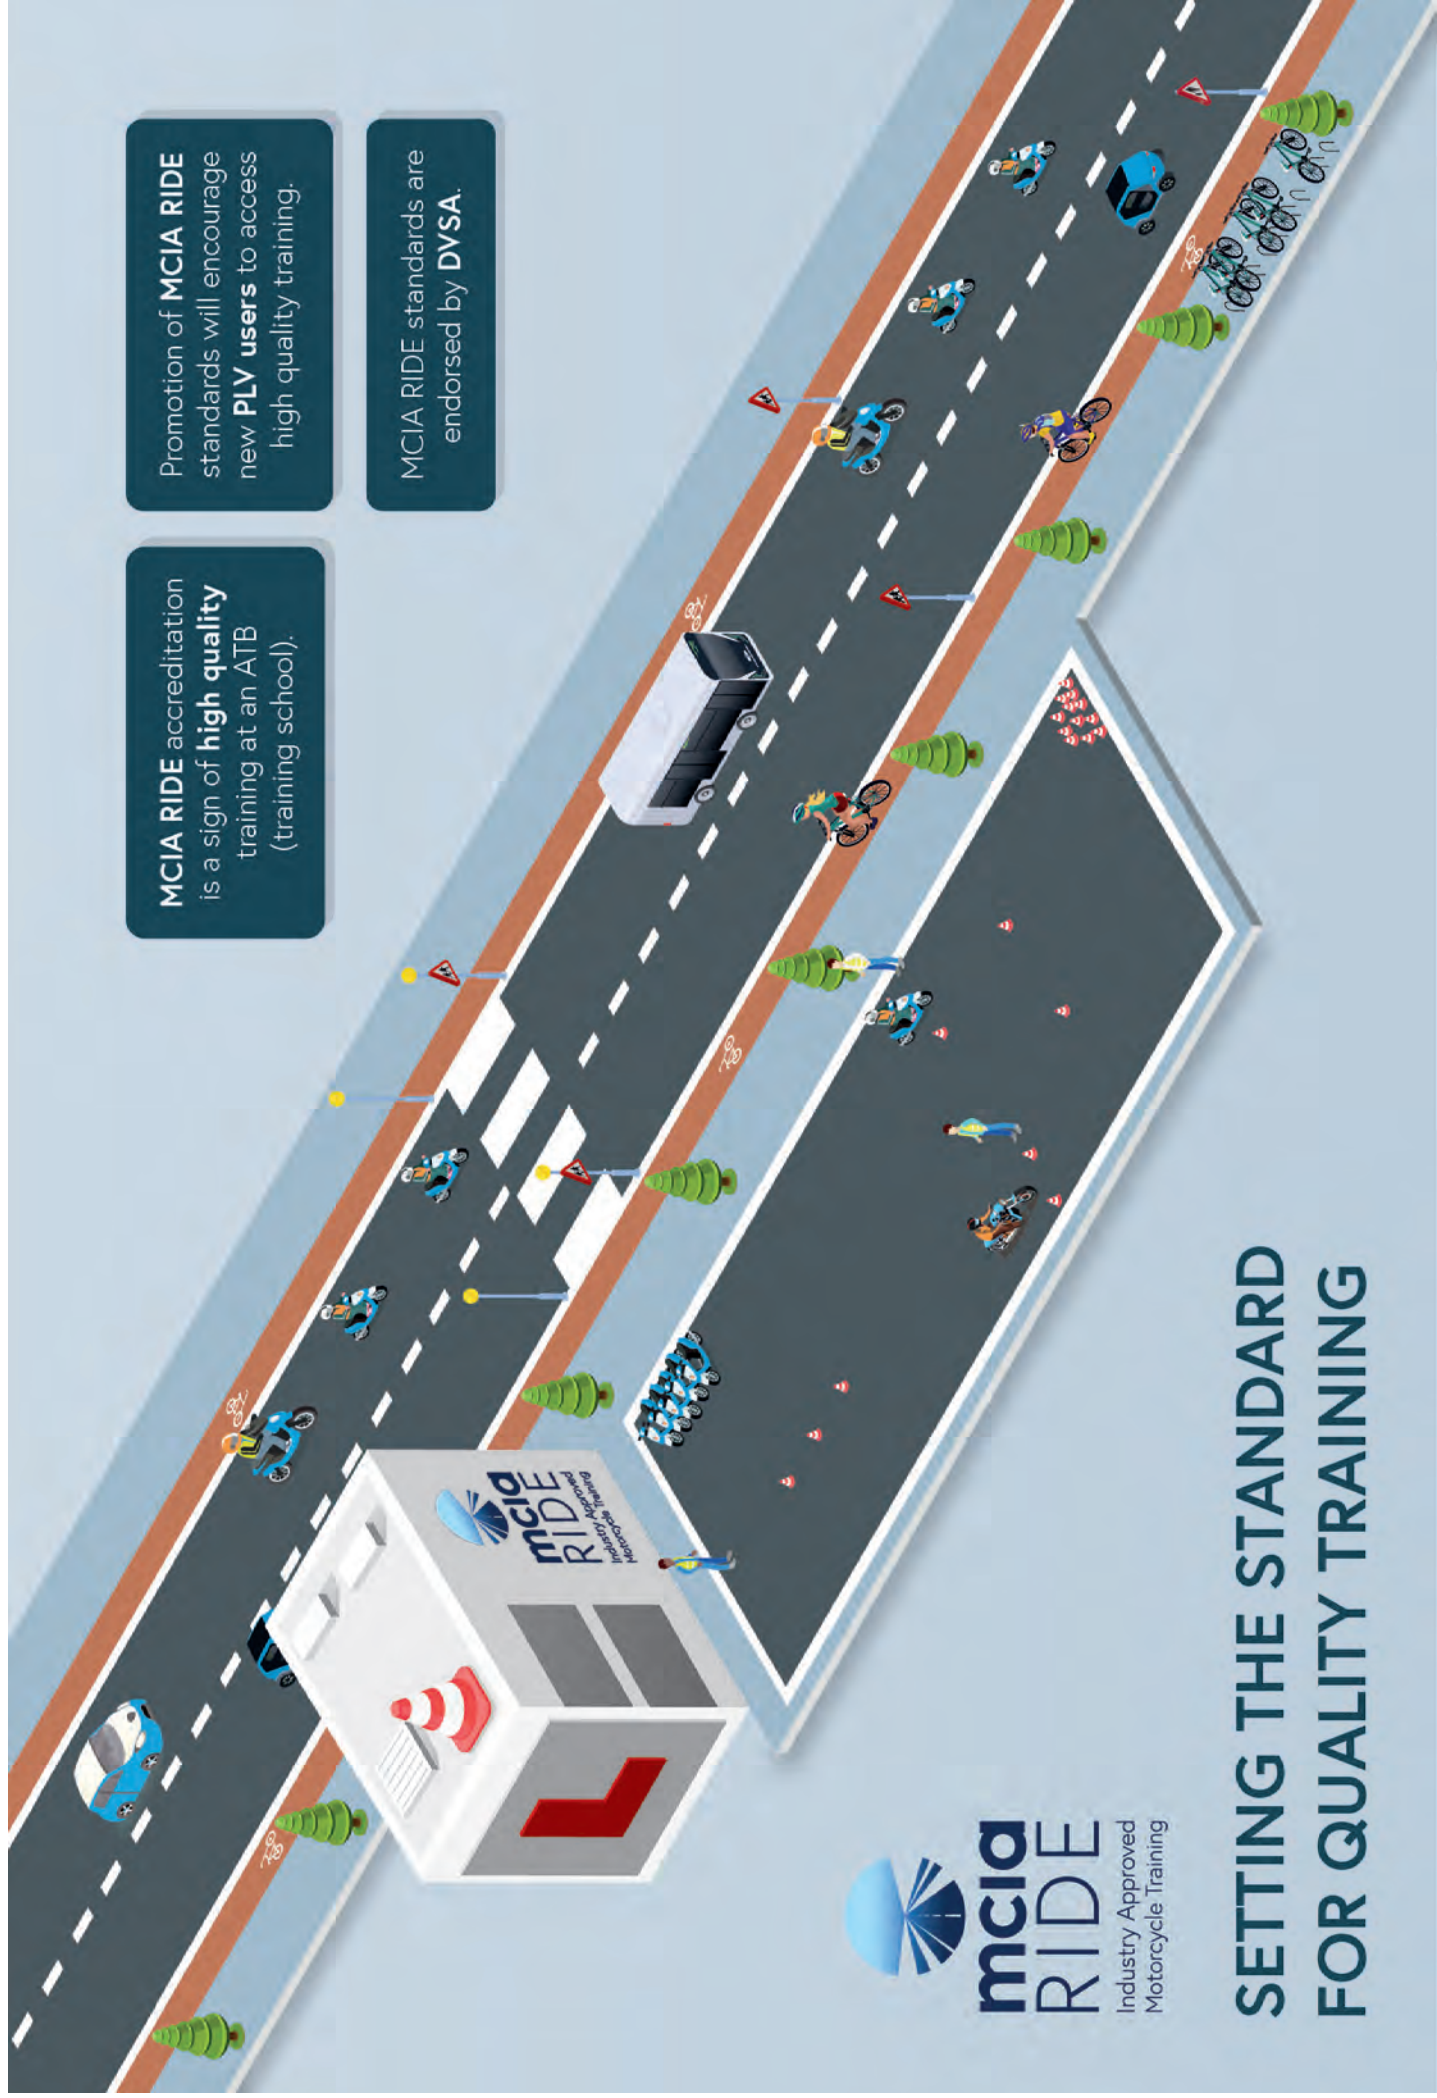 MCIA RIDE accreditation
is a sign of high quality
training at an ATB
(training school).
Promotion of MCIA RIDE
standards will encourage
new PLV users to access
high quality training.
MCIA RIDE standards are
endorsed by DVSA.
mcia
RIDE
Industry Approved
Motorcycle Training
L
mcia
RIDE
Industry Approved
Motorcycle Training
SETTING THE STANDARD
FOR QUALITY TRAINING